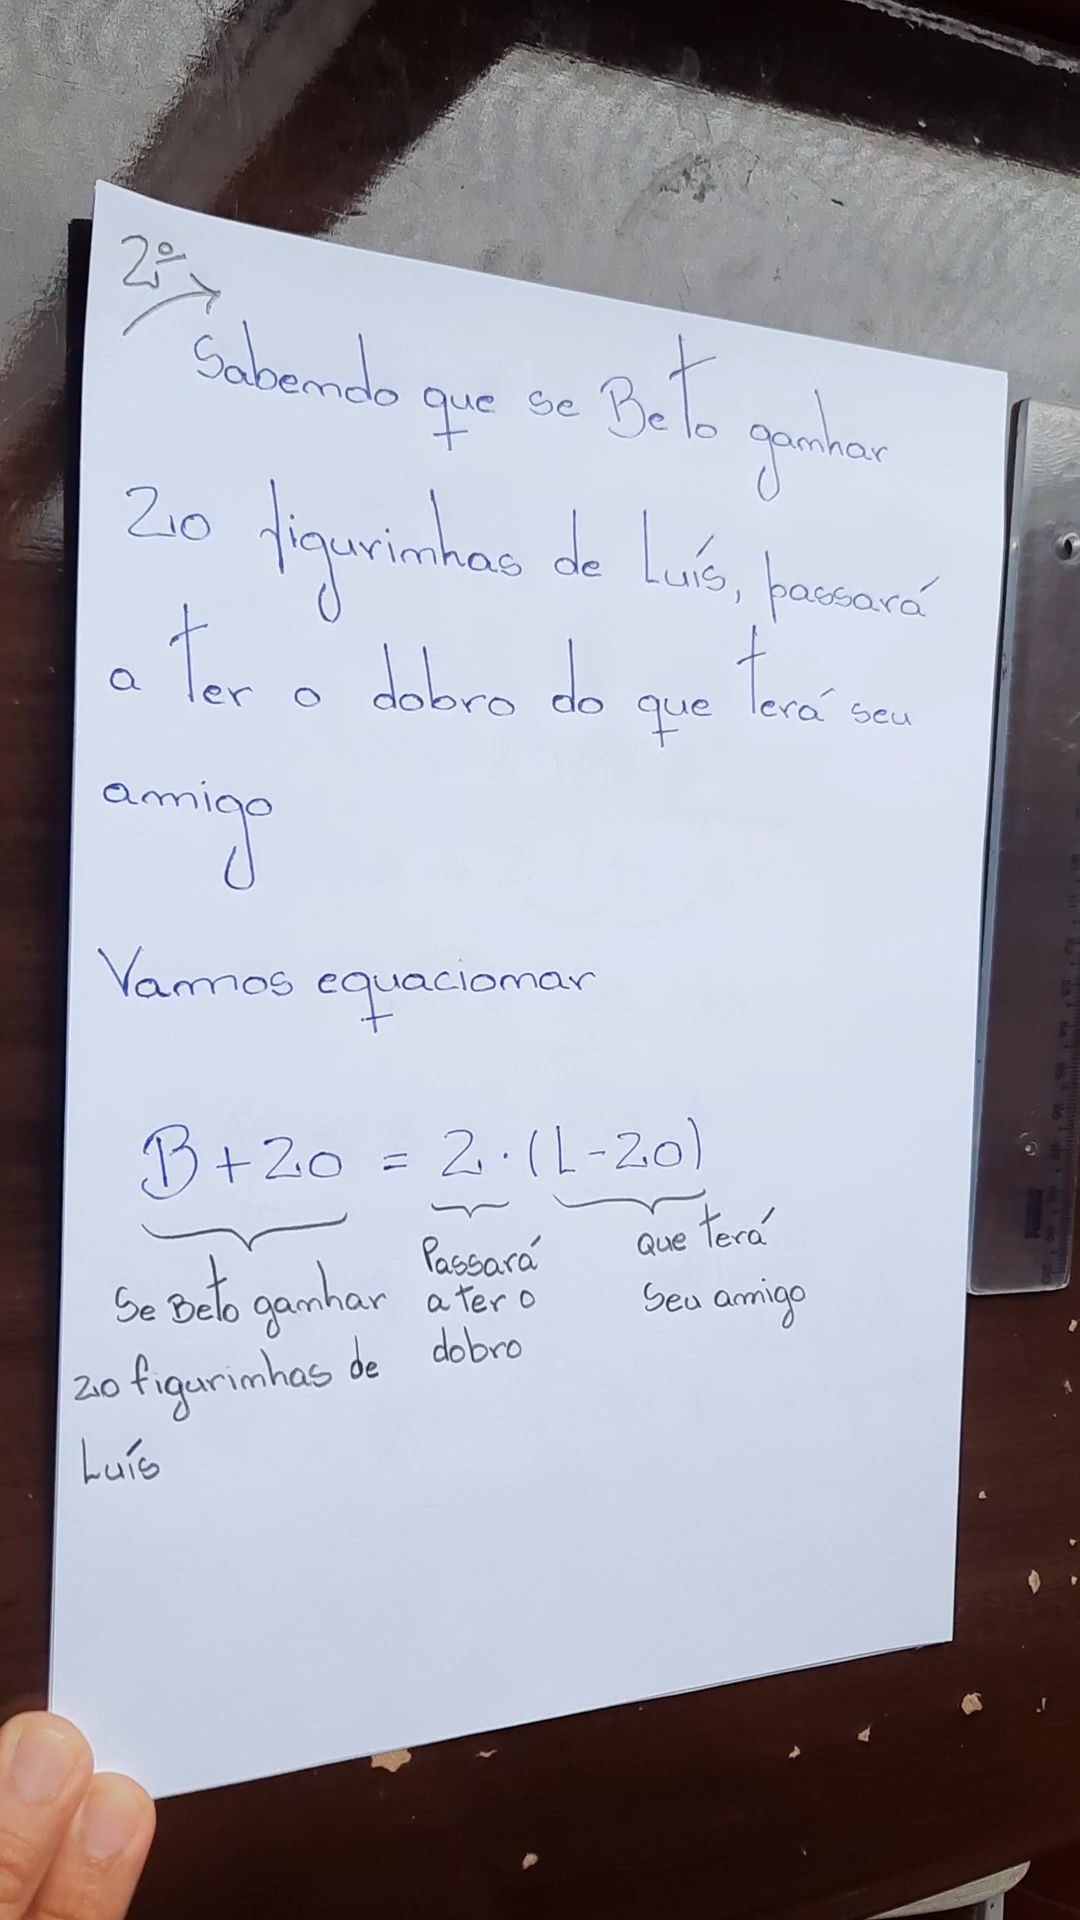 2º
Sabendo que se Beto ganhar
20 figurinhas de Luís, passará
a ter o dobro do que terá seu
amigo
Vamos equacionar
B + 20 = 2 · (L - 20)
Se Beto ganhar
20 figurinhas de
Luís
Passará
a ter o
dobro
que terá
seu amigo